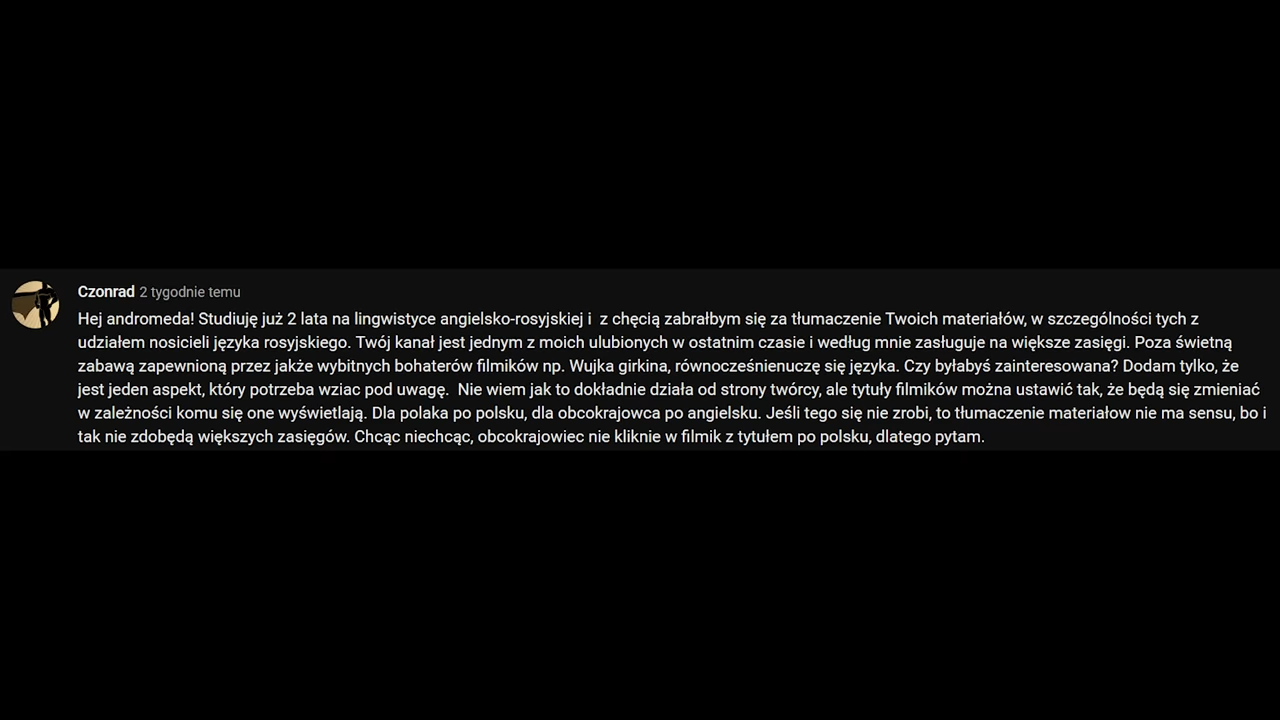 Czonrad 2 tygodnie temu
Hej andromeda! Studiuję już 2 lata na lingwistyce angielsko-rosyjskiej i  z chęcią zabrałbym się za tłumaczenie Twoich materiałów, w szczególności tych z
udziałem nosicieli języka rosyjskiego. Twój kanał jest jednym z moich ulubionych w ostatnim czasie i według mnie zasługuje na większe zasięgi. Poza świetną
zabawą zapewnioną przez jakże wybitnych bohaterów filmików np. Wujka girkina, równocześnienuczę się języka. Czy byłabyś zainteresowana? Dodam tylko, że
jest jeden aspekt, który potrzeba wziac pod uwagę.  Nie wiem jak to dokładnie działa od strony twórcy, ale tytuły filmików można ustawić tak, że będą się zmieniać
w zależności komu się one wyświetlają. Dla polaka po polsku, dla obcokrajowca po angielsku. Jeśli tego się nie zrobi, to tłumaczenie materiałow nie ma sensu, bo i
tak nie zdobędą większych zasięgów. Chcąc niechcąc, obcokrajowiec nie kliknie w filmik z tytułem po polsku, dlatego pytam.